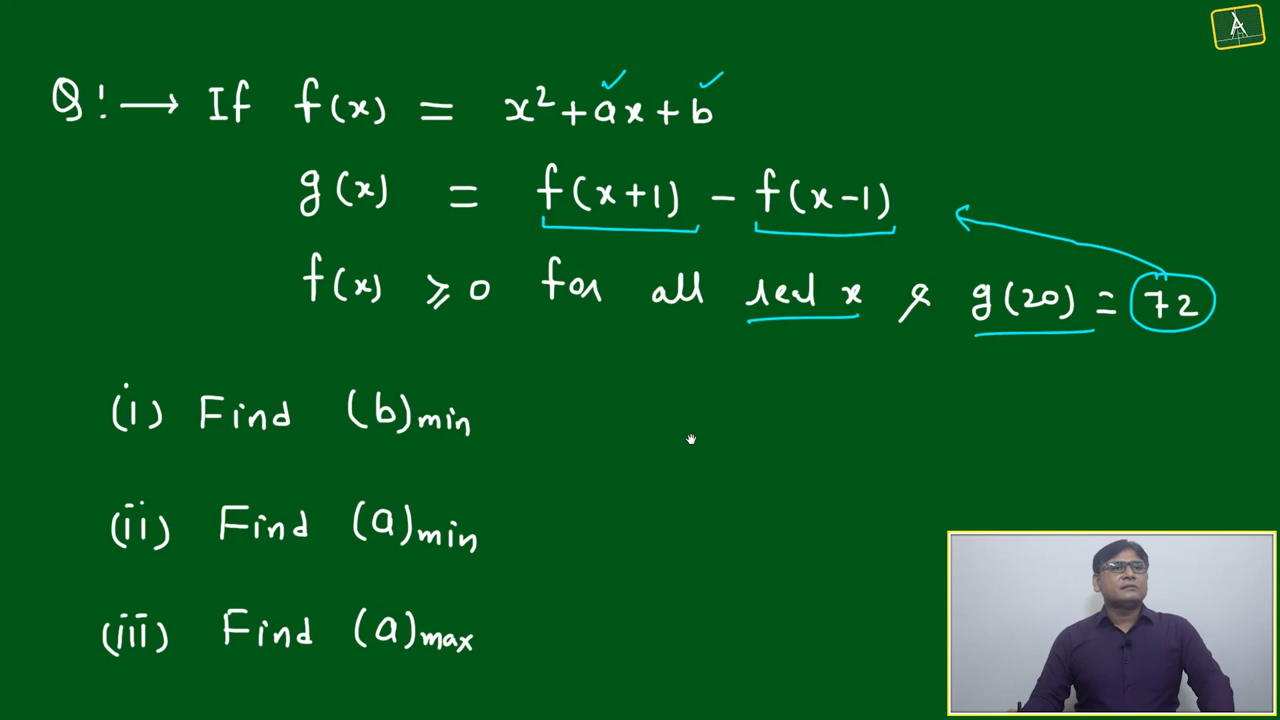 Q! → If f(x) = x² + ax + b
g(x) = f(x+1) - f(x-1)
f(x) ⩾ 0 for all real x & g(20) = 72
(i) Find (b)min
(ii) Find (a)min
(iii) Find (a)max
A